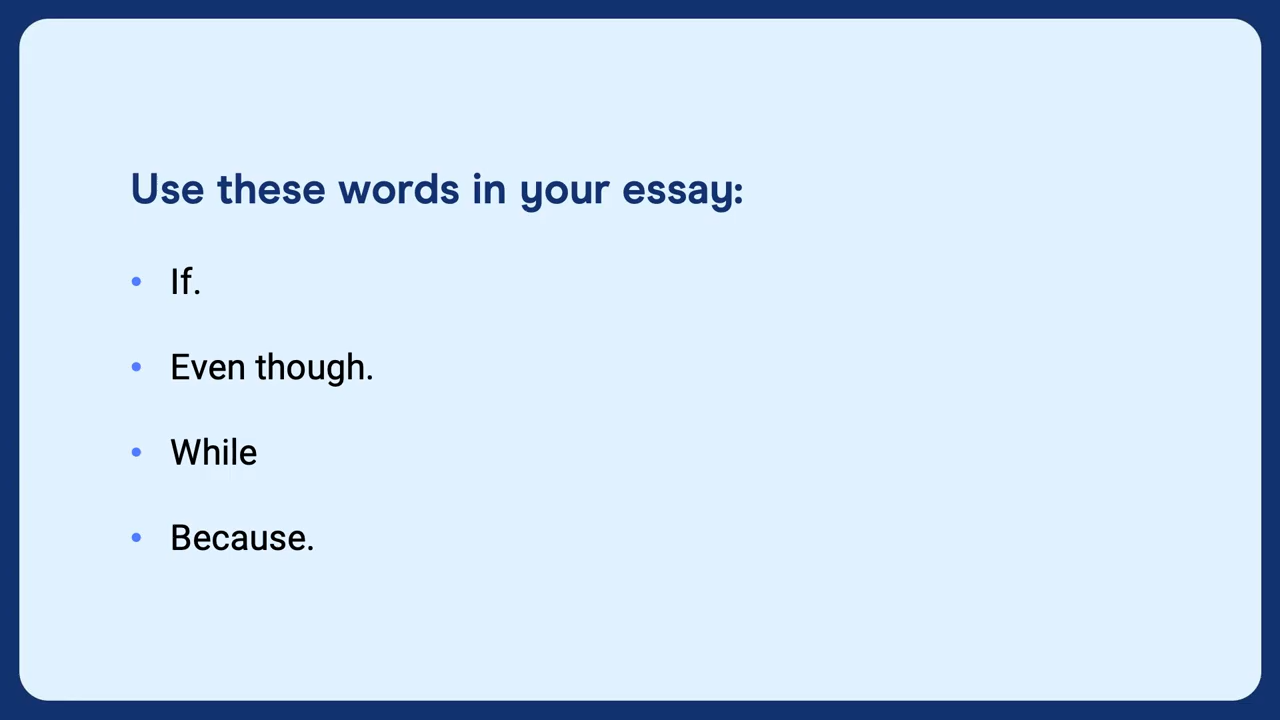 Use these words in your essay:
• If.
• Even though.
• While
• Because.